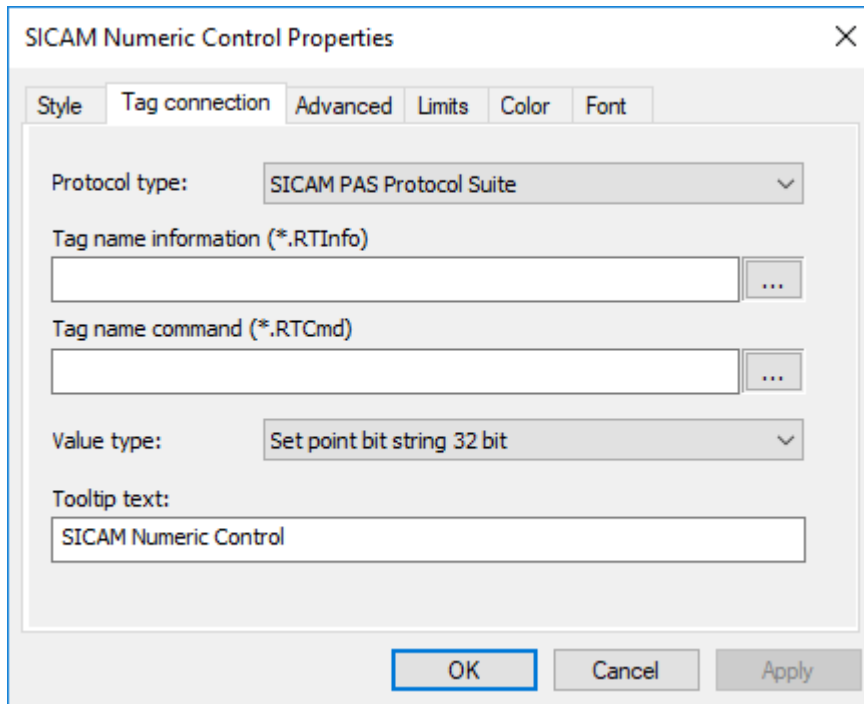 SICAM Numeric Control Properties
Style Tag connection Advanced Limits Color Font
Protocol type: SICAM PAS Protocol Suite
Tag name information (*.RTInfo)
...
Tag name command (*.RTCmd)
...
Value type: Set point bit string 32 bit
Tooltip text:
SICAM Numeric Control
OK Cancel Apply